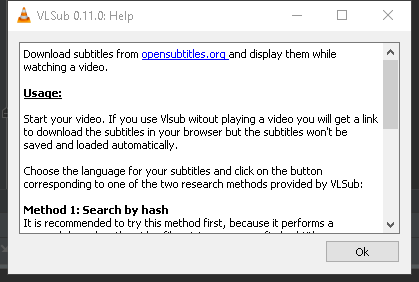 VLSub 0.11.0: Help
Download subtitles from opensubtitles.org and display them while
watching a video.
Usage:
Start your video. If you use Vlsub witout playing a video you will get a link
to download the subtitles in your browser but the subtitles won't be
saved and loaded automatically.
Choose the language for your subtitles and click on the button
corresponding to one of the two research methods provided by VLSub:
Method 1: Search by hash
It is recommended to try this method first, because it performs a
Ok